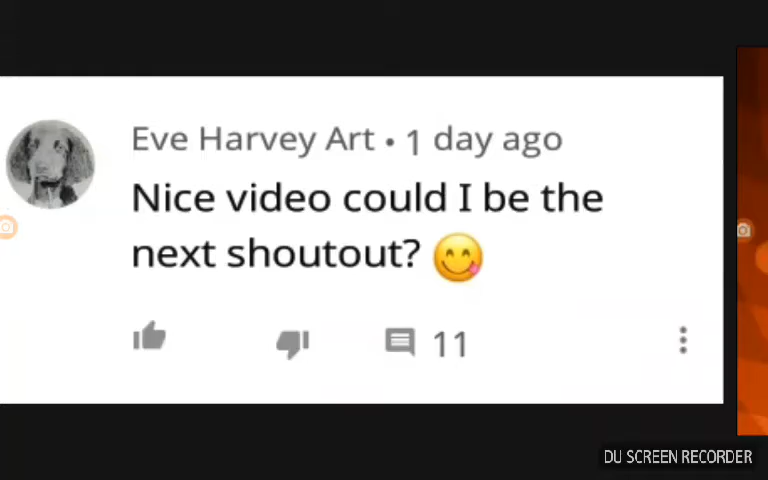 Eve Harvey Art • 1 day ago
Nice video could I be the
next shoutout? 😋
11
DU SCREEN RECORDER